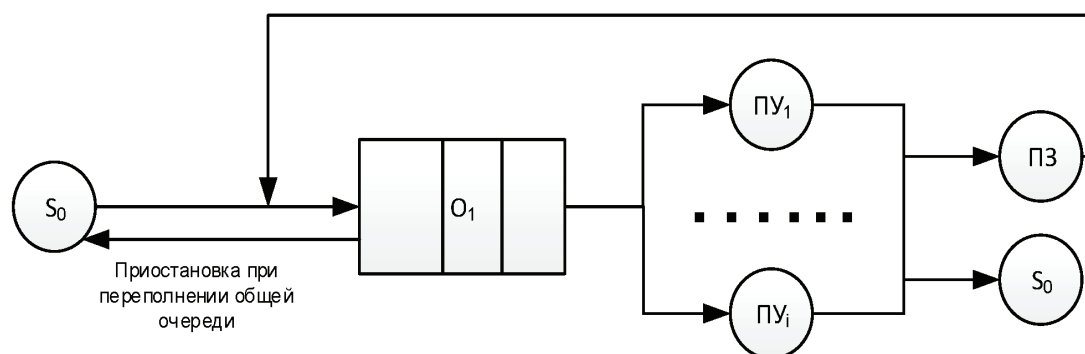 ПУ₁
ПЗ
S₀
O₁
Приостановка при
переполнении общей
очереди
S₀
ПУᵢ